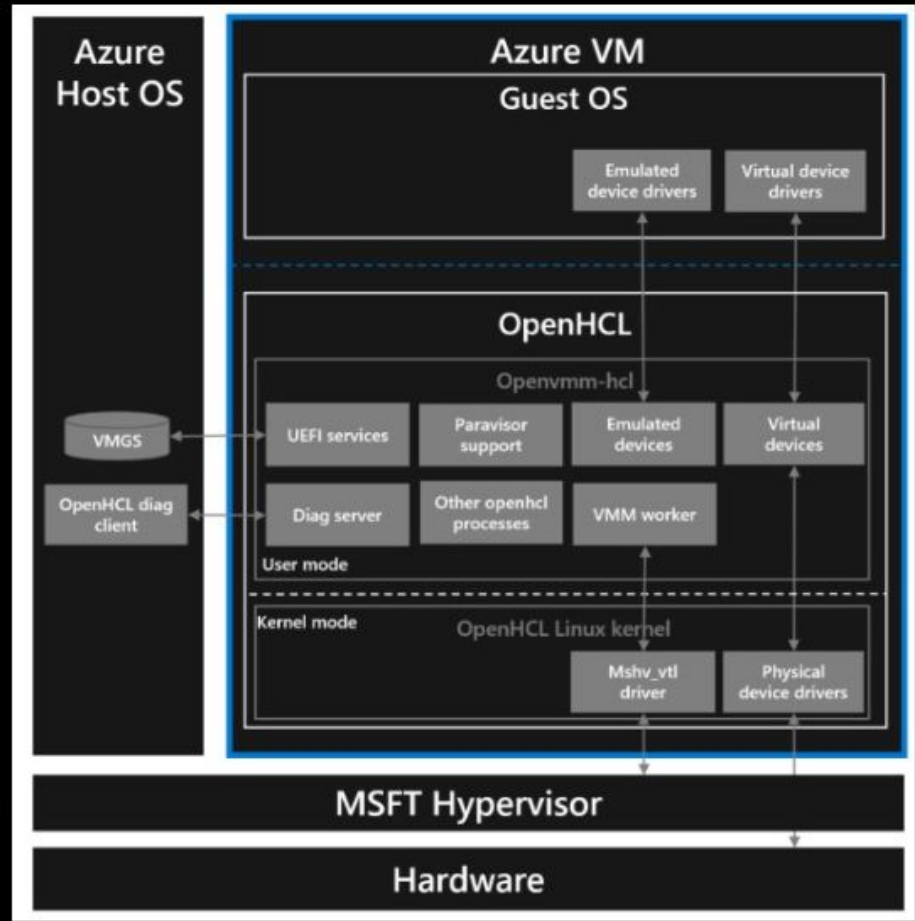 Azure
Host OS
Azure VM
Guest OS
Emulated
device drivers
Virtual device
drivers
OpenHCL
Openvmm-hcl
VMGS
UEFI services
Paravisor
support
Emulated
devices
Virtual
devices
OpenHCL diag
client
Diag server
Other openhcl
processes
VMM worker
User mode
Kernel mode
OpenHCL Linux kernel
Mshv_vtl
driver
Physical
device drivers
MSFT Hypervisor
Hardware